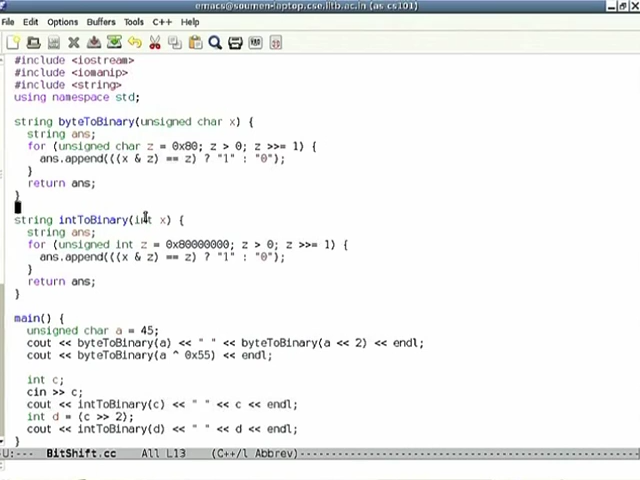 emacs@soumen-laptop.cse.iitb.ac.in (as cs101)
File Edit Options Buffers Tools C++ Help
#include <iostream>
#include <iomanip>
#include <string>
using namespace std;
string byteToBinary(unsigned char x) {
string ans;
for (unsigned char z = 0x80; z > 0; z >>= 1) {
ans.append(((x & z) == z) ? "1" : "0");
}
return ans;
}
string intToBinary(int x) {
string ans;
for (unsigned int z = 0x80000000; z > 0; z >>= 1) {
ans.append(((x & z) == z) ? "1" : "0");
}
return ans;
}
main() {
unsigned char a = 45;
cout << byteToBinary(a) << " " << byteToBinary(a << 2) << endl;
cout << byteToBinary(a ^ 0x55) << endl;
int c;
cin >> c;
cout << intToBinary(c) << " " << c << endl;
int d = (c >> 2);
cout << intToBinary(d) << " " << d << endl;
}
-U:--- BitShift.cc All L13 (C++/l Abbrev)